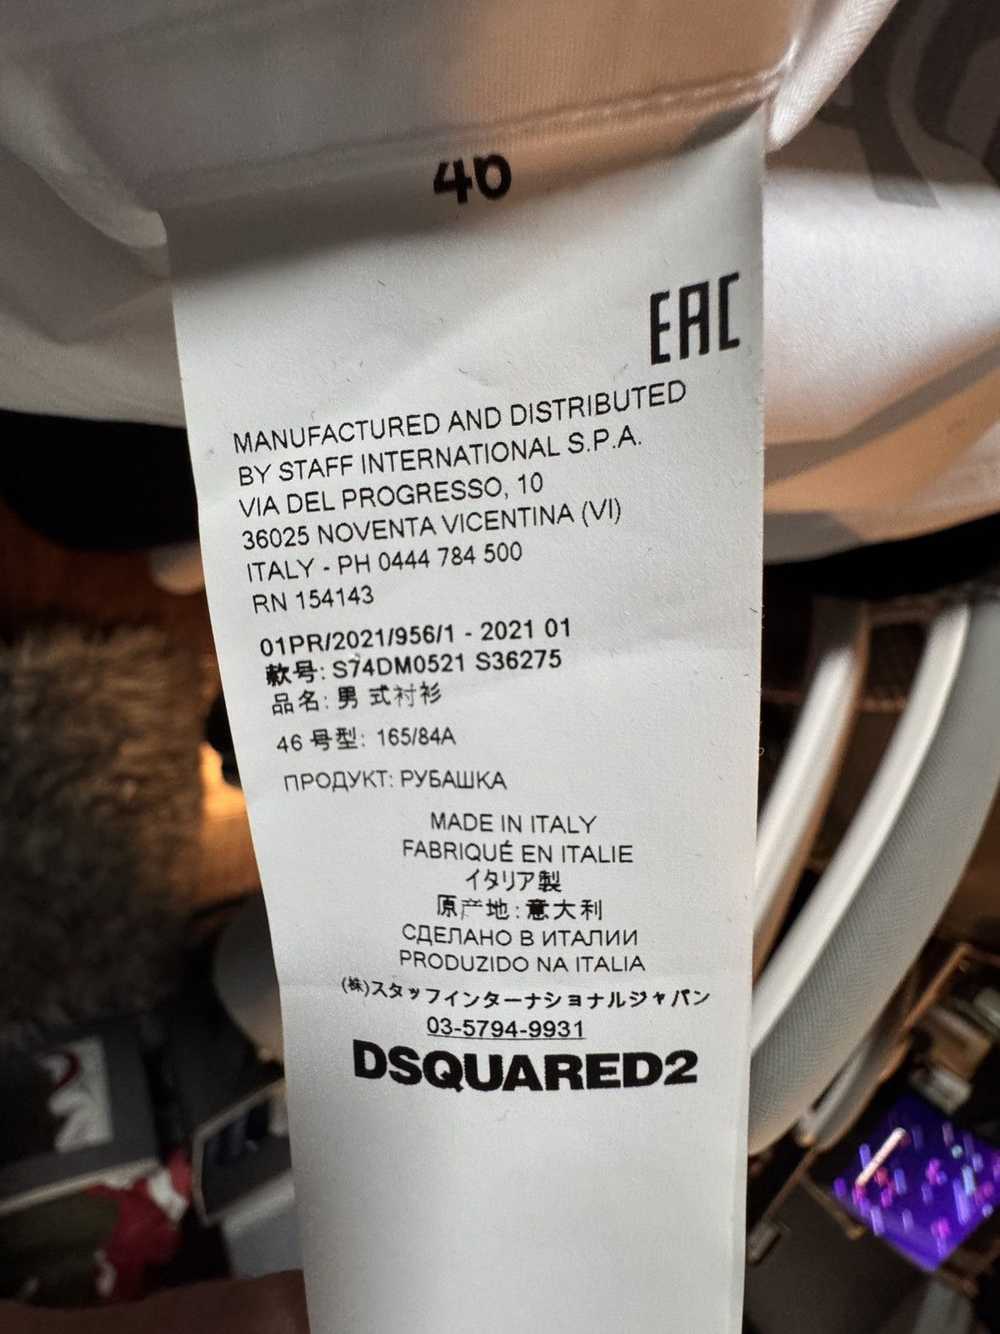 40
EAC
MANUFACTURED AND DISTRIBUTED
BY STAFF INTERNATIONAL S.P.A.
VIA DEL PROGRESSO, 10
36025 NOVENTA VICENTINA (VI)
ITALY - PH 0444 784 500
RN 154143
01PR/2021/956/1 - 2021 01
款号: S74DM0521 S36275
品名: 男 式衬衫
46 号型: 165/84A
ПРОДУКТ: РУБАШКА
MADE IN ITALY
FABRIQUÉ EN ITALIE
イタリア製
原产地: 意大利
СДЕЛАНО В ИТАЛИИ
PRODUZIDO NA ITALIA
(株)スタッフインターナショナルジャパン
03-5794-9931
DSQUARED2